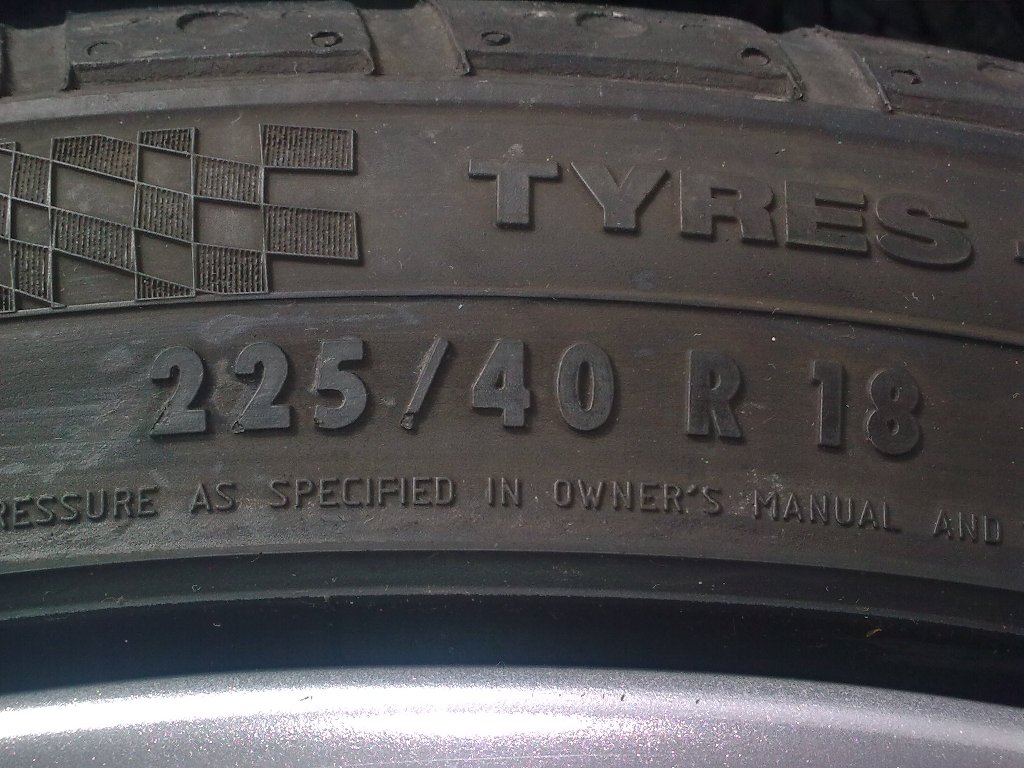 TYRES
225/40 R 18
RESSURE AS SPECIFIED IN OWNER'S MANUAL AND